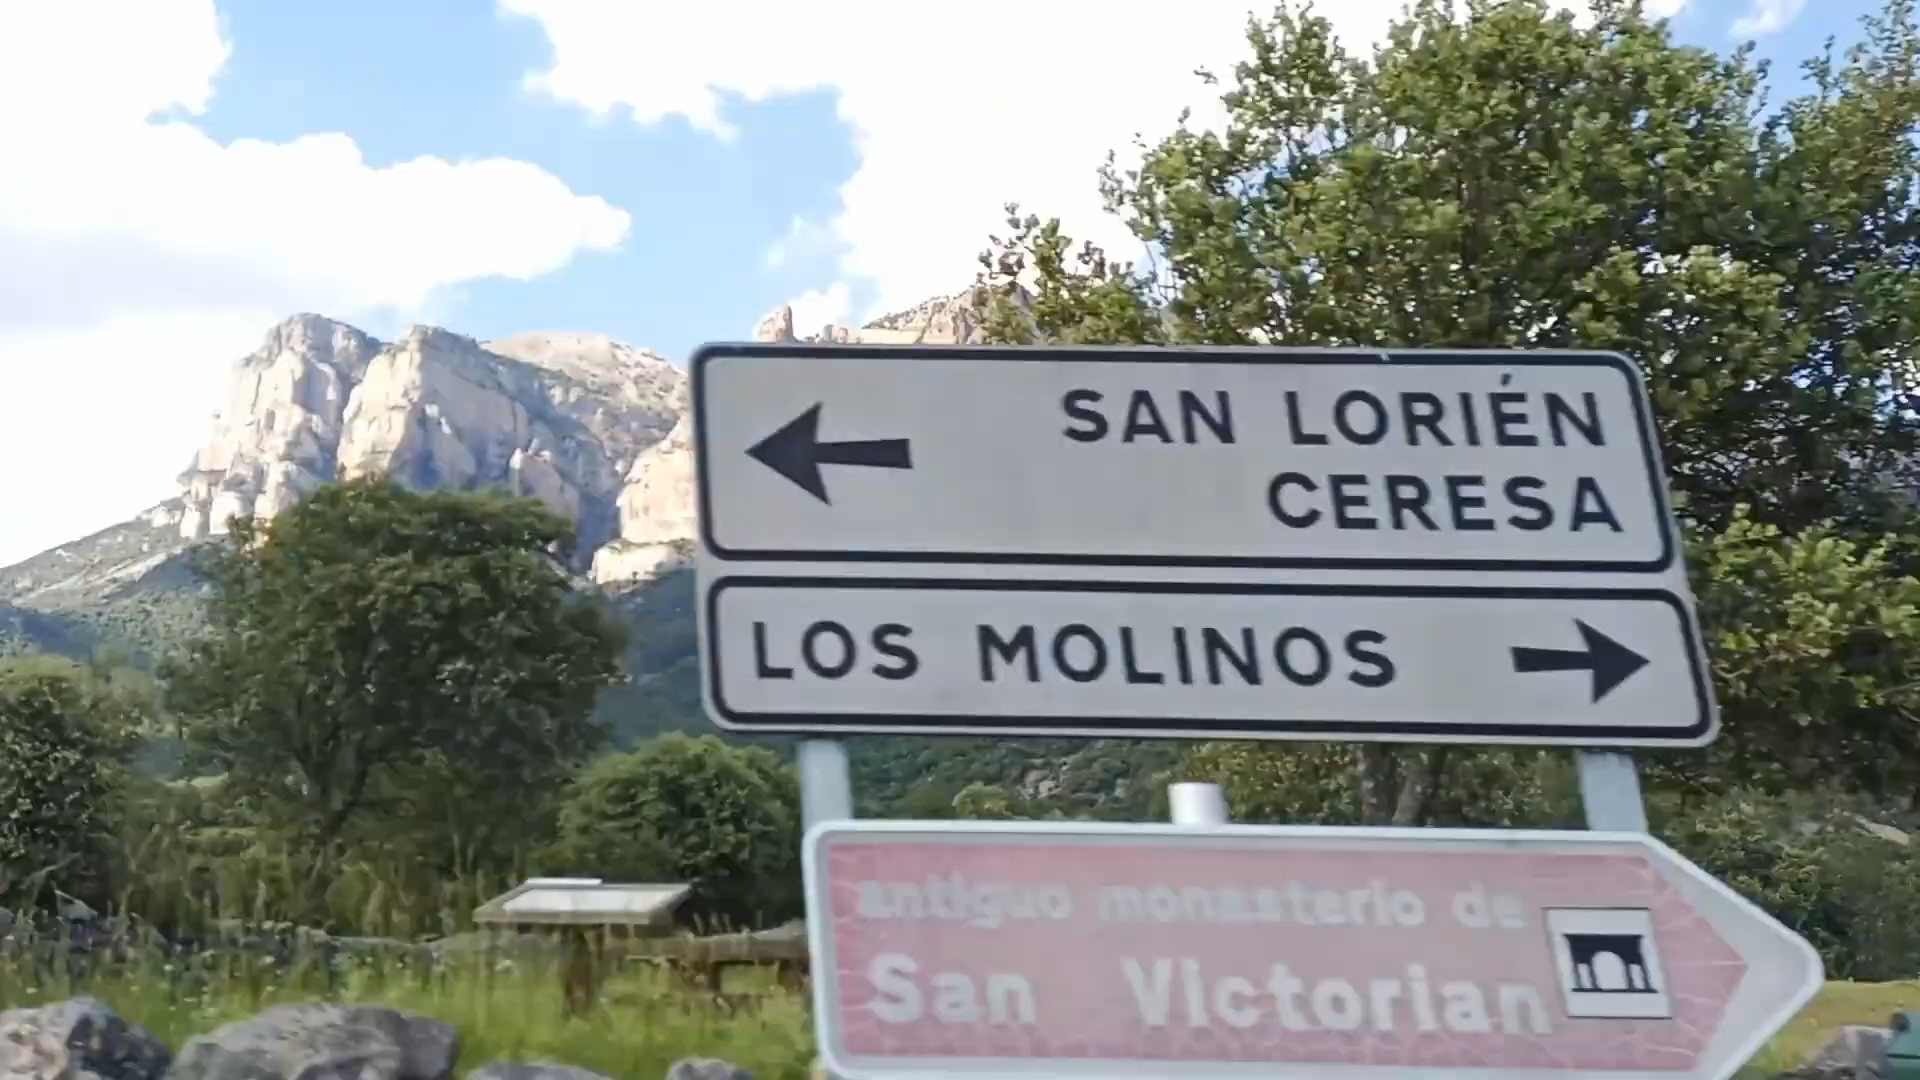 SAN LORIÉN
CERESA
LOS MOLINOS
antiguo monasterio de
San Victorian